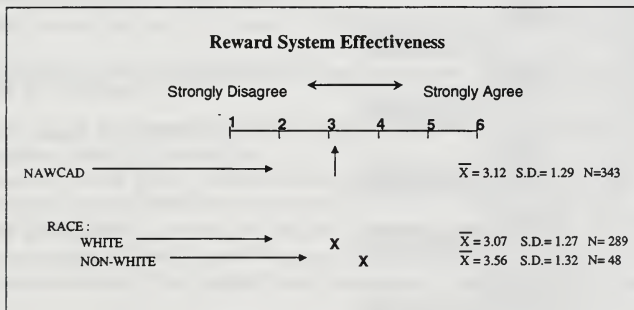 Reward System Effectiveness
Strongly Disagree Strongly Agree
1 2 3 4 5 6
NAWCAD X̅ = 3.12 S.D.= 1.29 N=343
RACE :
WHITE X X̅ = 3.07 S.D.= 1.27 N= 289
NON-WHITE X X̅ = 3.56 S.D.= 1.32 N= 48